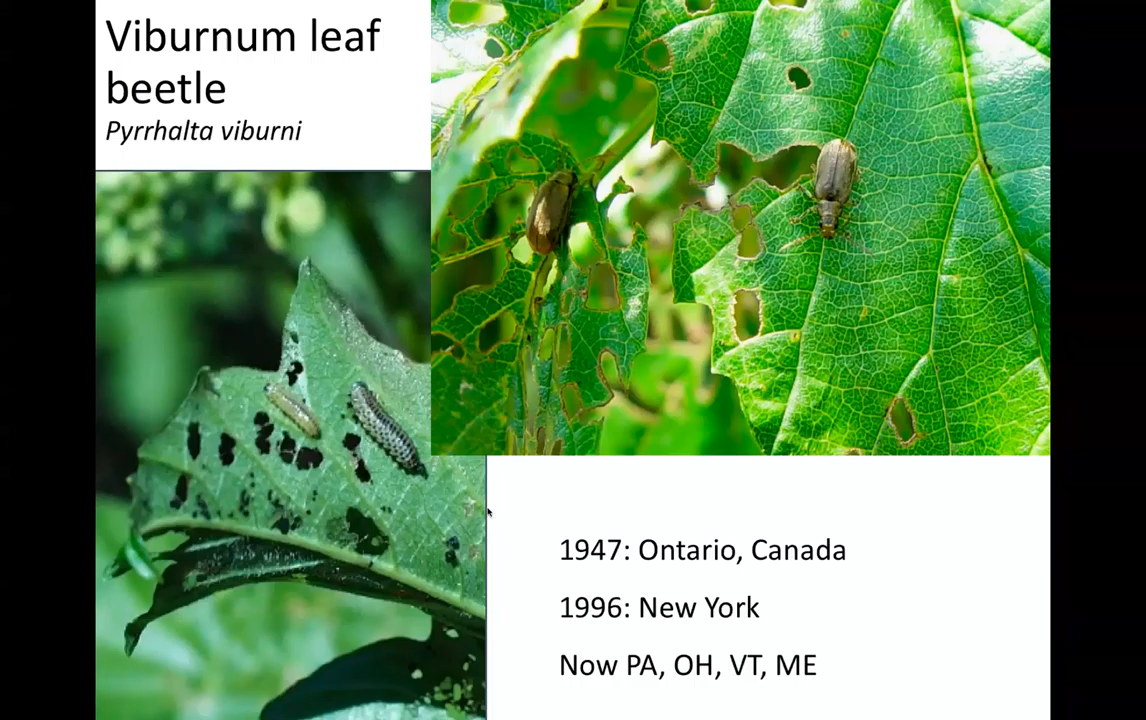 Viburnum leaf
beetle
Pyrrhalta viburni
1947: Ontario, Canada
1996: New York
Now PA, OH, VT, ME